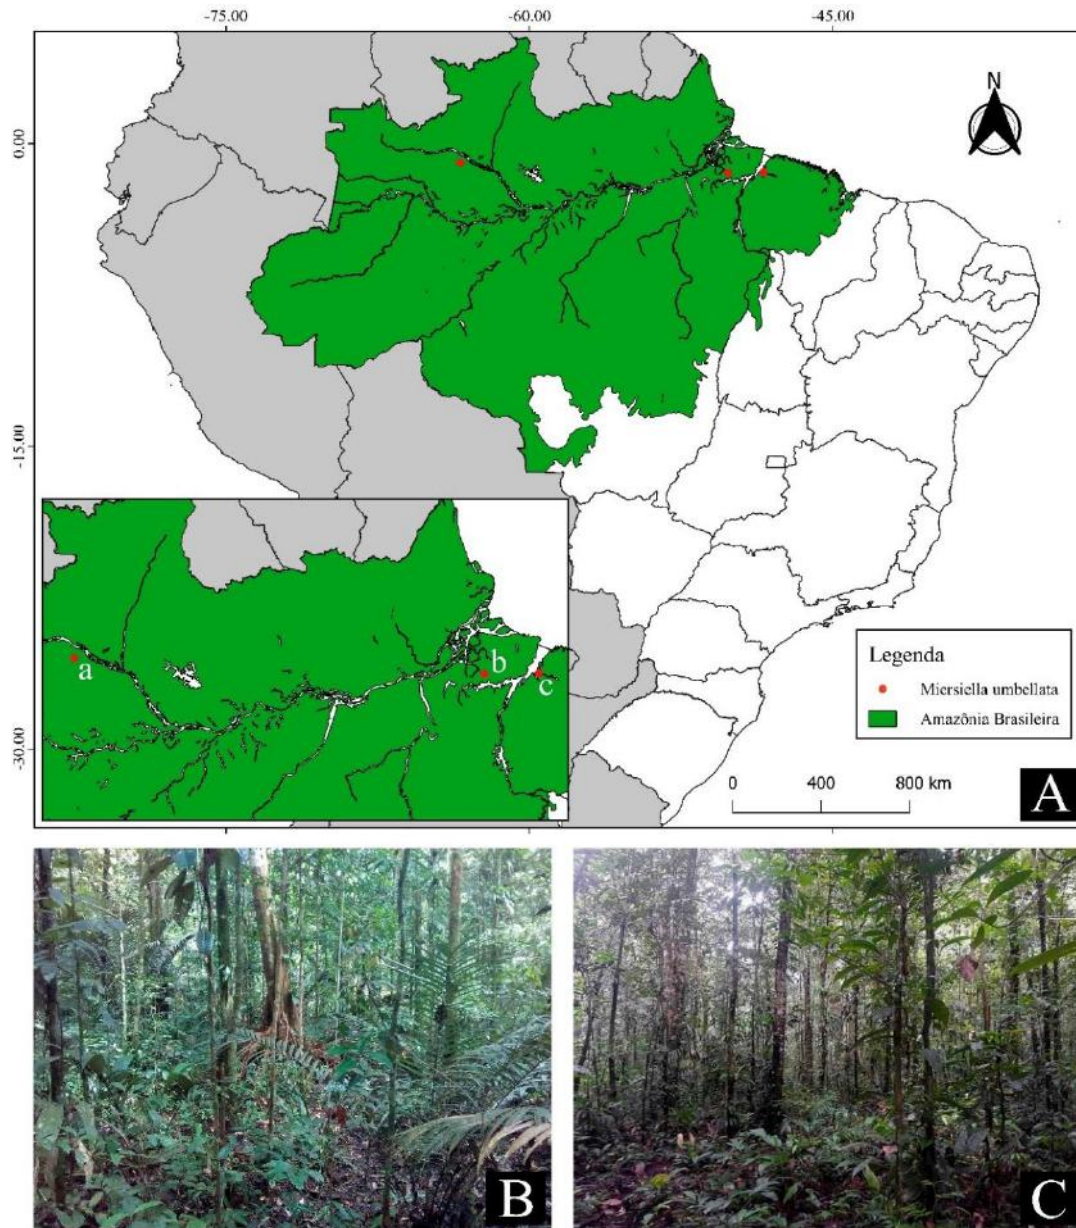 -75.00 -60.00 -45.00
N
0.00
-15.00
-30.00
a
b
c
Legenda
Miersiella umbellata
Amazônia Brasileira
0 400 800 km
A
B
C